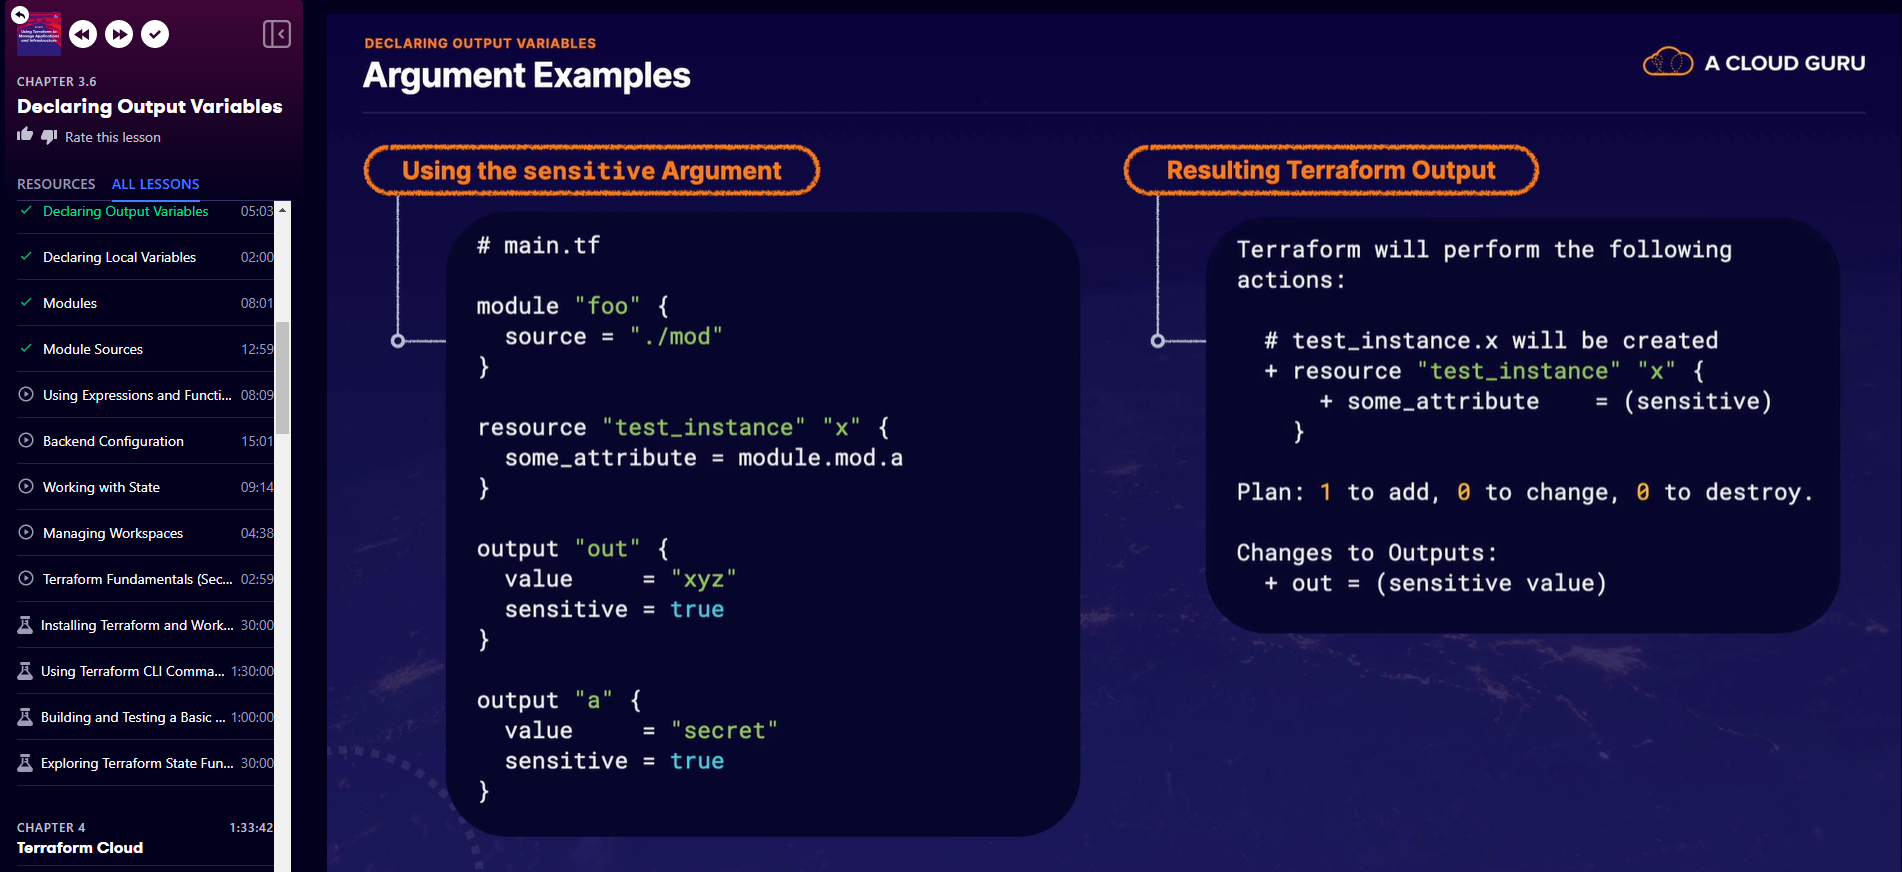 CHAPTER 3.6
Declaring Output Variables
Rate this lesson
RESOURCES ALL LESSONS
Declaring Output Variables 05:03
Declaring Local Variables 02:00
Modules 08:01
Module Sources 12:59
Using Expressions and Functi... 08:09
Backend Configuration 15:01
Working with State 09:14
Managing Workspaces 04:38
Terraform Fundamentals (Sec... 02:59
Installing Terraform and Work... 30:00
Using Terraform CLI Comma... 1:30:00
Building and Testing a Basic ... 1:00:00
Exploring Terraform State Fun... 30:00
CHAPTER 4 1:33:42
Terraform Cloud
DECLARING OUTPUT VARIABLES
Argument Examples
A CLOUD GURU
Using the sensitive Argument
# main.tf
module "foo" {
  source = "./mod"
}
resource "test_instance" "x" {
  some_attribute = module.mod.a
}
output "out" {
  value     = "xyz"
  sensitive = true
}
output "a" {
  value     = "secret"
  sensitive = true
}
Resulting Terraform Output
Terraform will perform the following
actions:
  # test_instance.x will be created
  + resource "test_instance" "x" {
      + some_attribute    = (sensitive)
    }
Plan: 1 to add, 0 to change, 0 to destroy.
Changes to Outputs:
  + out = (sensitive value)